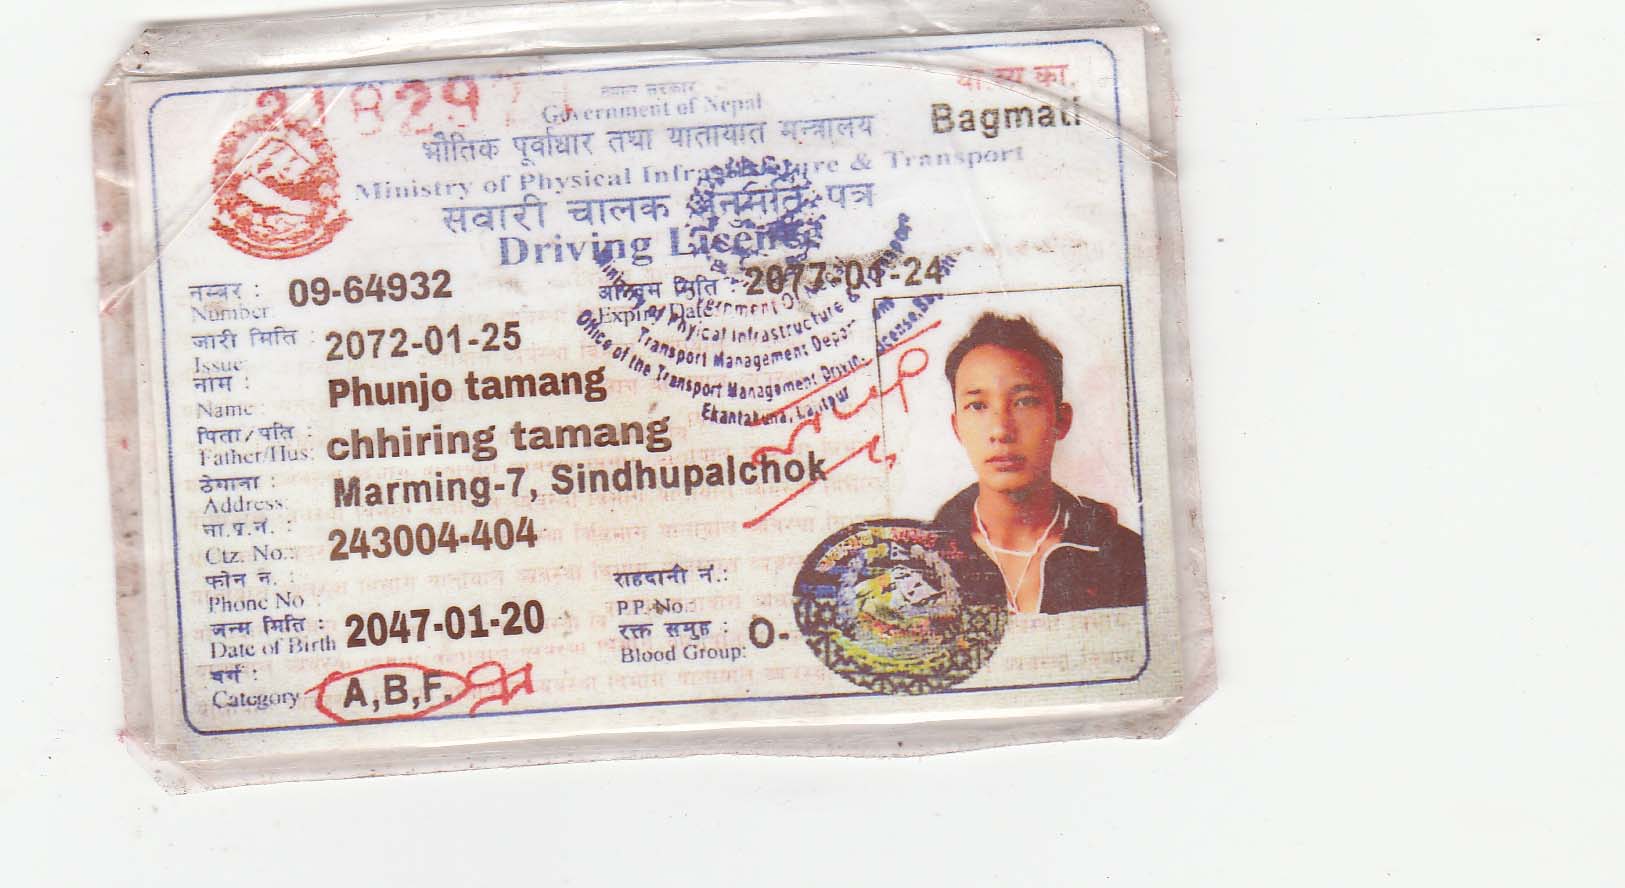 218297
नेपाल सरकार
Government of Nepal
या.व्य.का.
Bagmati
भौतिक पूर्वाधार तथा यातायात मन्त्रालय
Ministry of Physical Infrastructure & Transport
सवारी चालक अनुमति पत्र
Driving License
नम्बर : 09-64932
Number:
अन्तिम मिति : 2077-01-24
Expiry Date:
जारी मिति : 2072-01-25
Issue
नाम : Phunjo tamang
Name:
पिता/पति : chhiring tamang
Father/Hus:
ठेगाना : Marming-7, Sindhupalchok
Address:
ना.प्र.न. : 243004-404
Ctz. No.:
फोन नं. :
Phone No :
राहदानी नं.:
P.P. No.
जन्म मिति : 2047-01-20
Date of Birth
रक्त समुह : O-
Blood Group:
वर्ग :
Category A,B,F.
Government Of
Ministry of Phyical Infrastructure & Transport
Transport Management Depar
Office of the Transport Management Driving License, Bagmati
Ekantakuna, Lalitpur